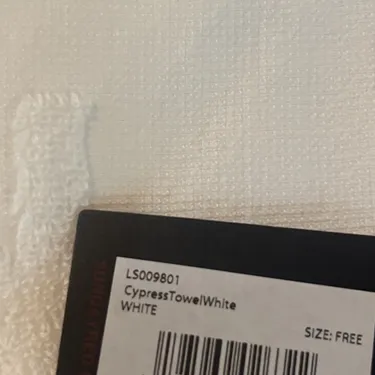 LS009801
CypressTowelWhite
WHITE
SIZE: FREE